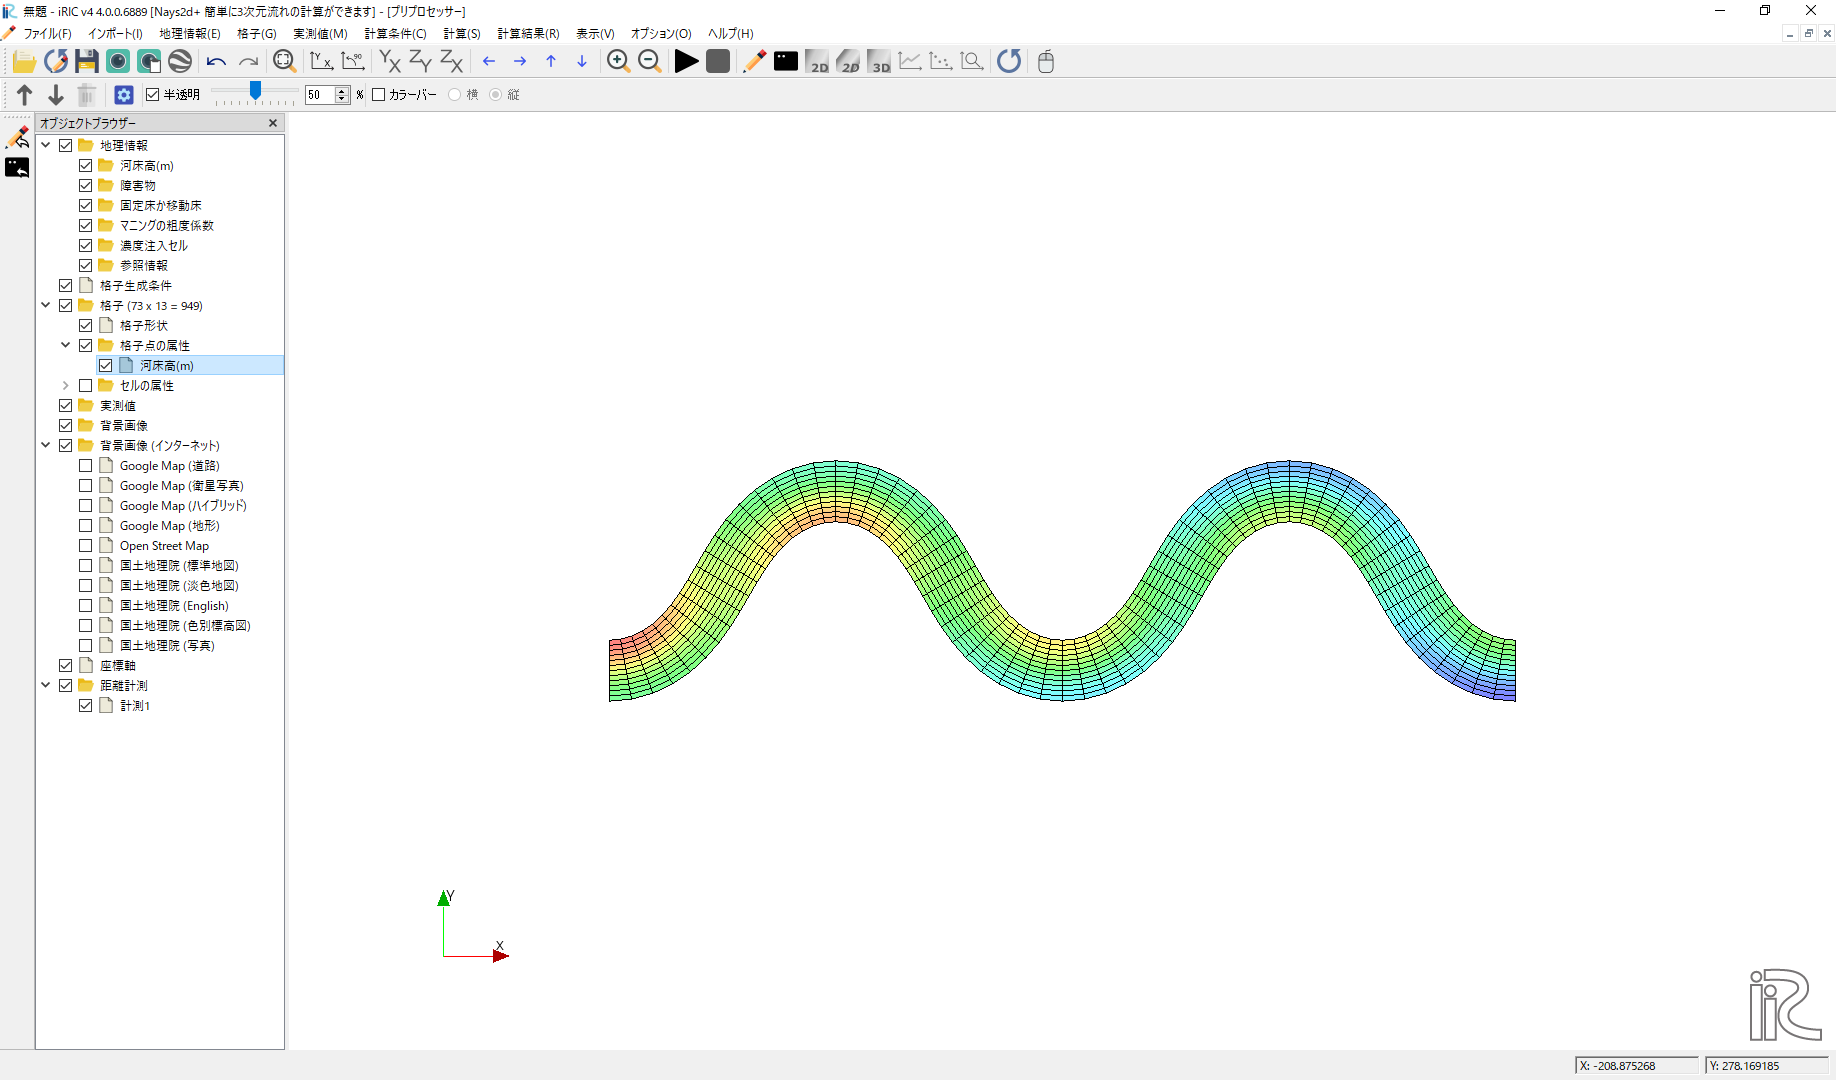 無題 - iRIC v4 4.0.0.6889 [Nays2d+ 簡単に3次元流れの計算ができます] - [プリプロセッサー]
ファイル(F) インポート(I) 地理情報(E) 格子(G) 実測値(M) 計算条件(C) 計算(S) 計算結果(R) 表示(V) オプション(O) ヘルプ(H)
Y X -90 Y X Z Y Z X 2D 2D 3D
半透明 50 % カラーバー 横 縦
オブジェクトブラウザー
地理情報
河床高(m)
障害物
固定床か移動床
マニングの粗度係数
濃度注入セル
参照情報
格子生成条件
格子 (73 x 13 = 949)
格子形状
格子点の属性
河床高(m)
セルの属性
実測値
背景画像
背景画像 (インターネット)
Google Map (道路)
Google Map (衛星写真)
Google Map (ハイブリッド)
Google Map (地形)
Open Street Map
国土地理院 (標準地図)
国土地理院 (淡色地図)
国土地理院 (English)
国土地理院 (色別標高図)
国土地理院 (写真)
座標軸
距離計測
計測1
Y
X
iRIC
X: -208.875268 Y: 278.169185